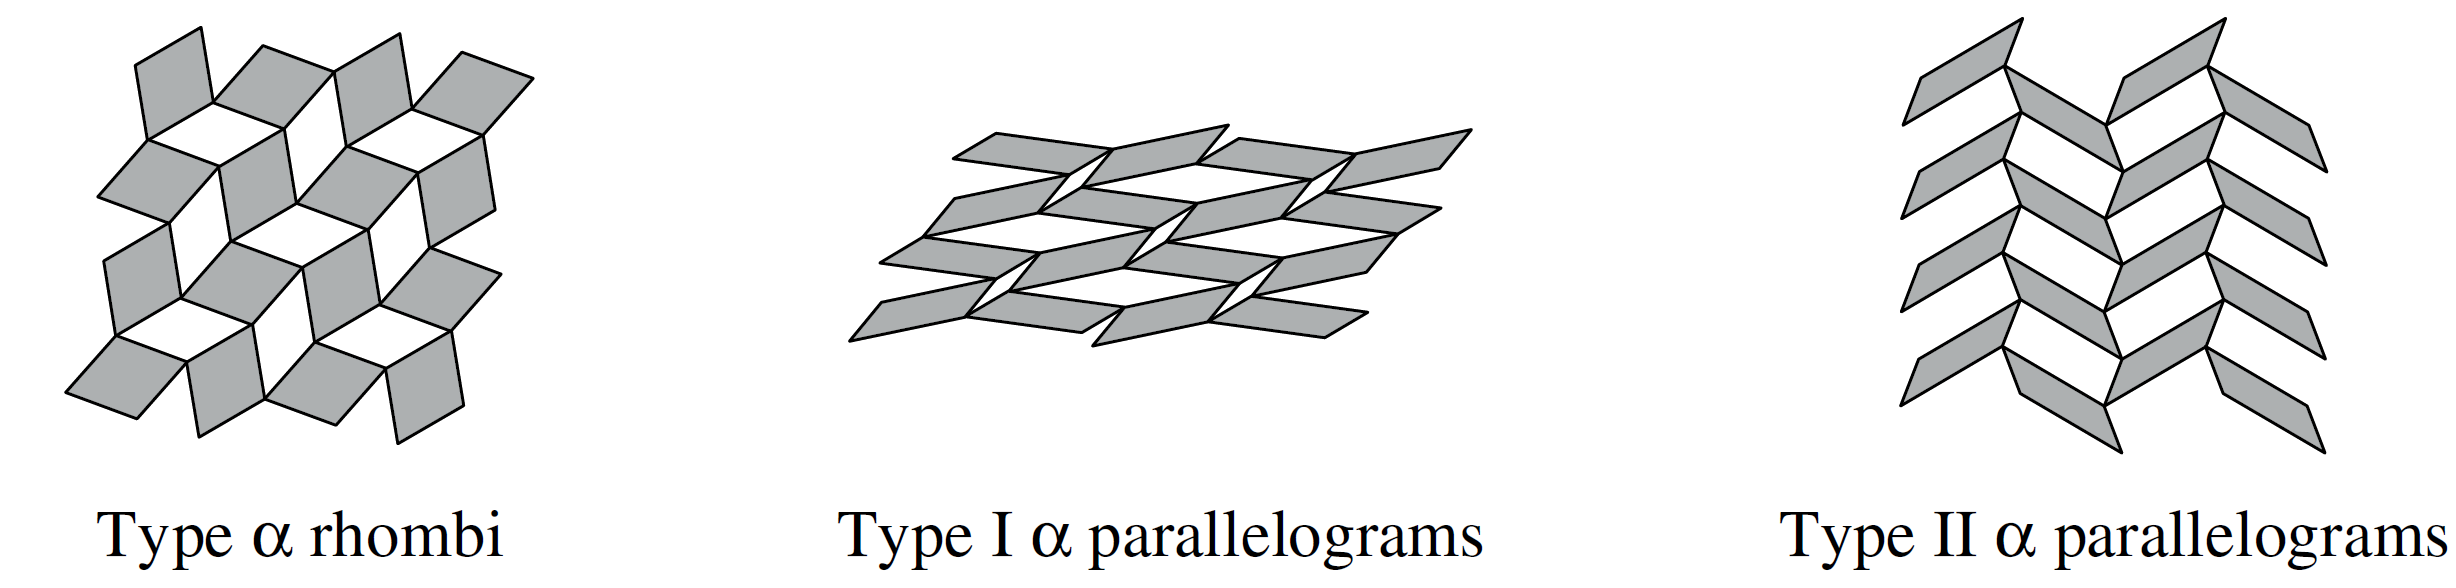 Type α rhombi
Type I α parallelograms
Type II α parallelograms